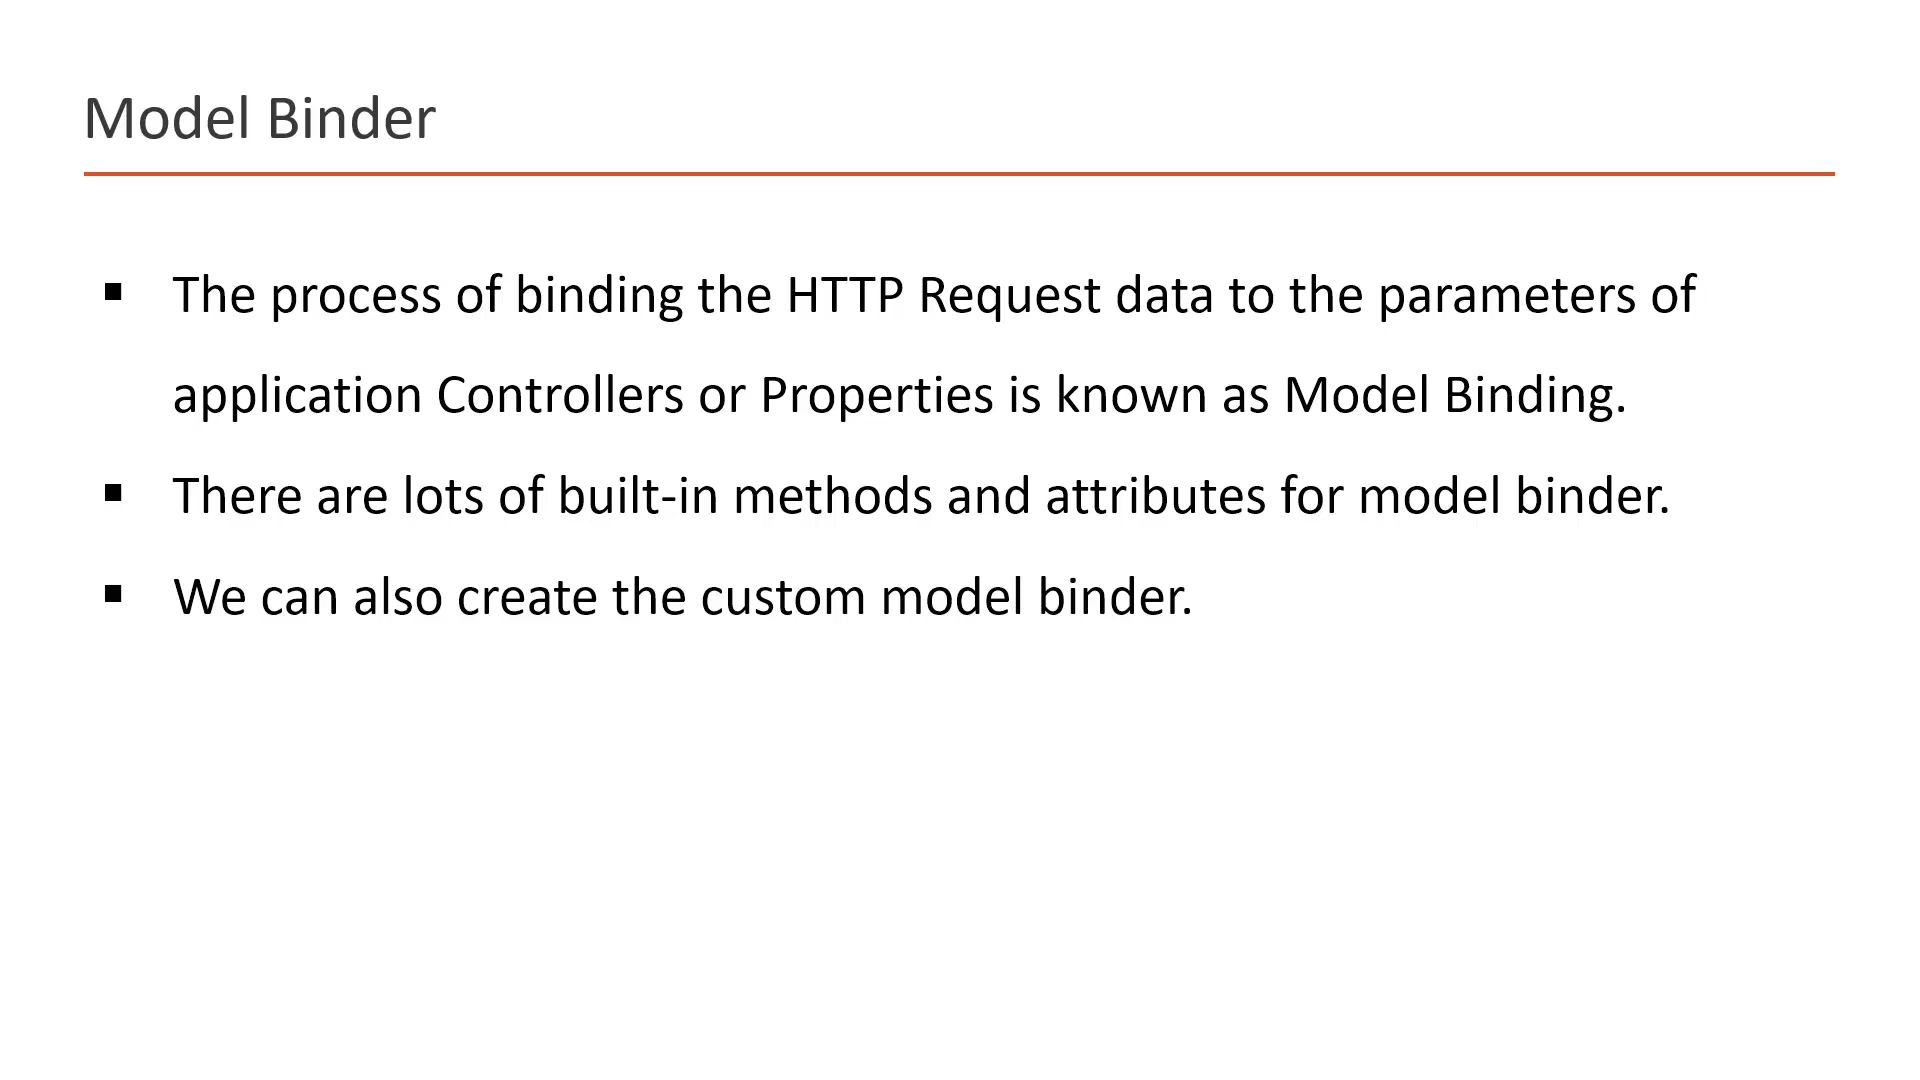 Model Binder
▪ The process of binding the HTTP Request data to the parameters of
application Controllers or Properties is known as Model Binding.
▪ There are lots of built-in methods and attributes for model binder.
▪ We can also create the custom model binder.